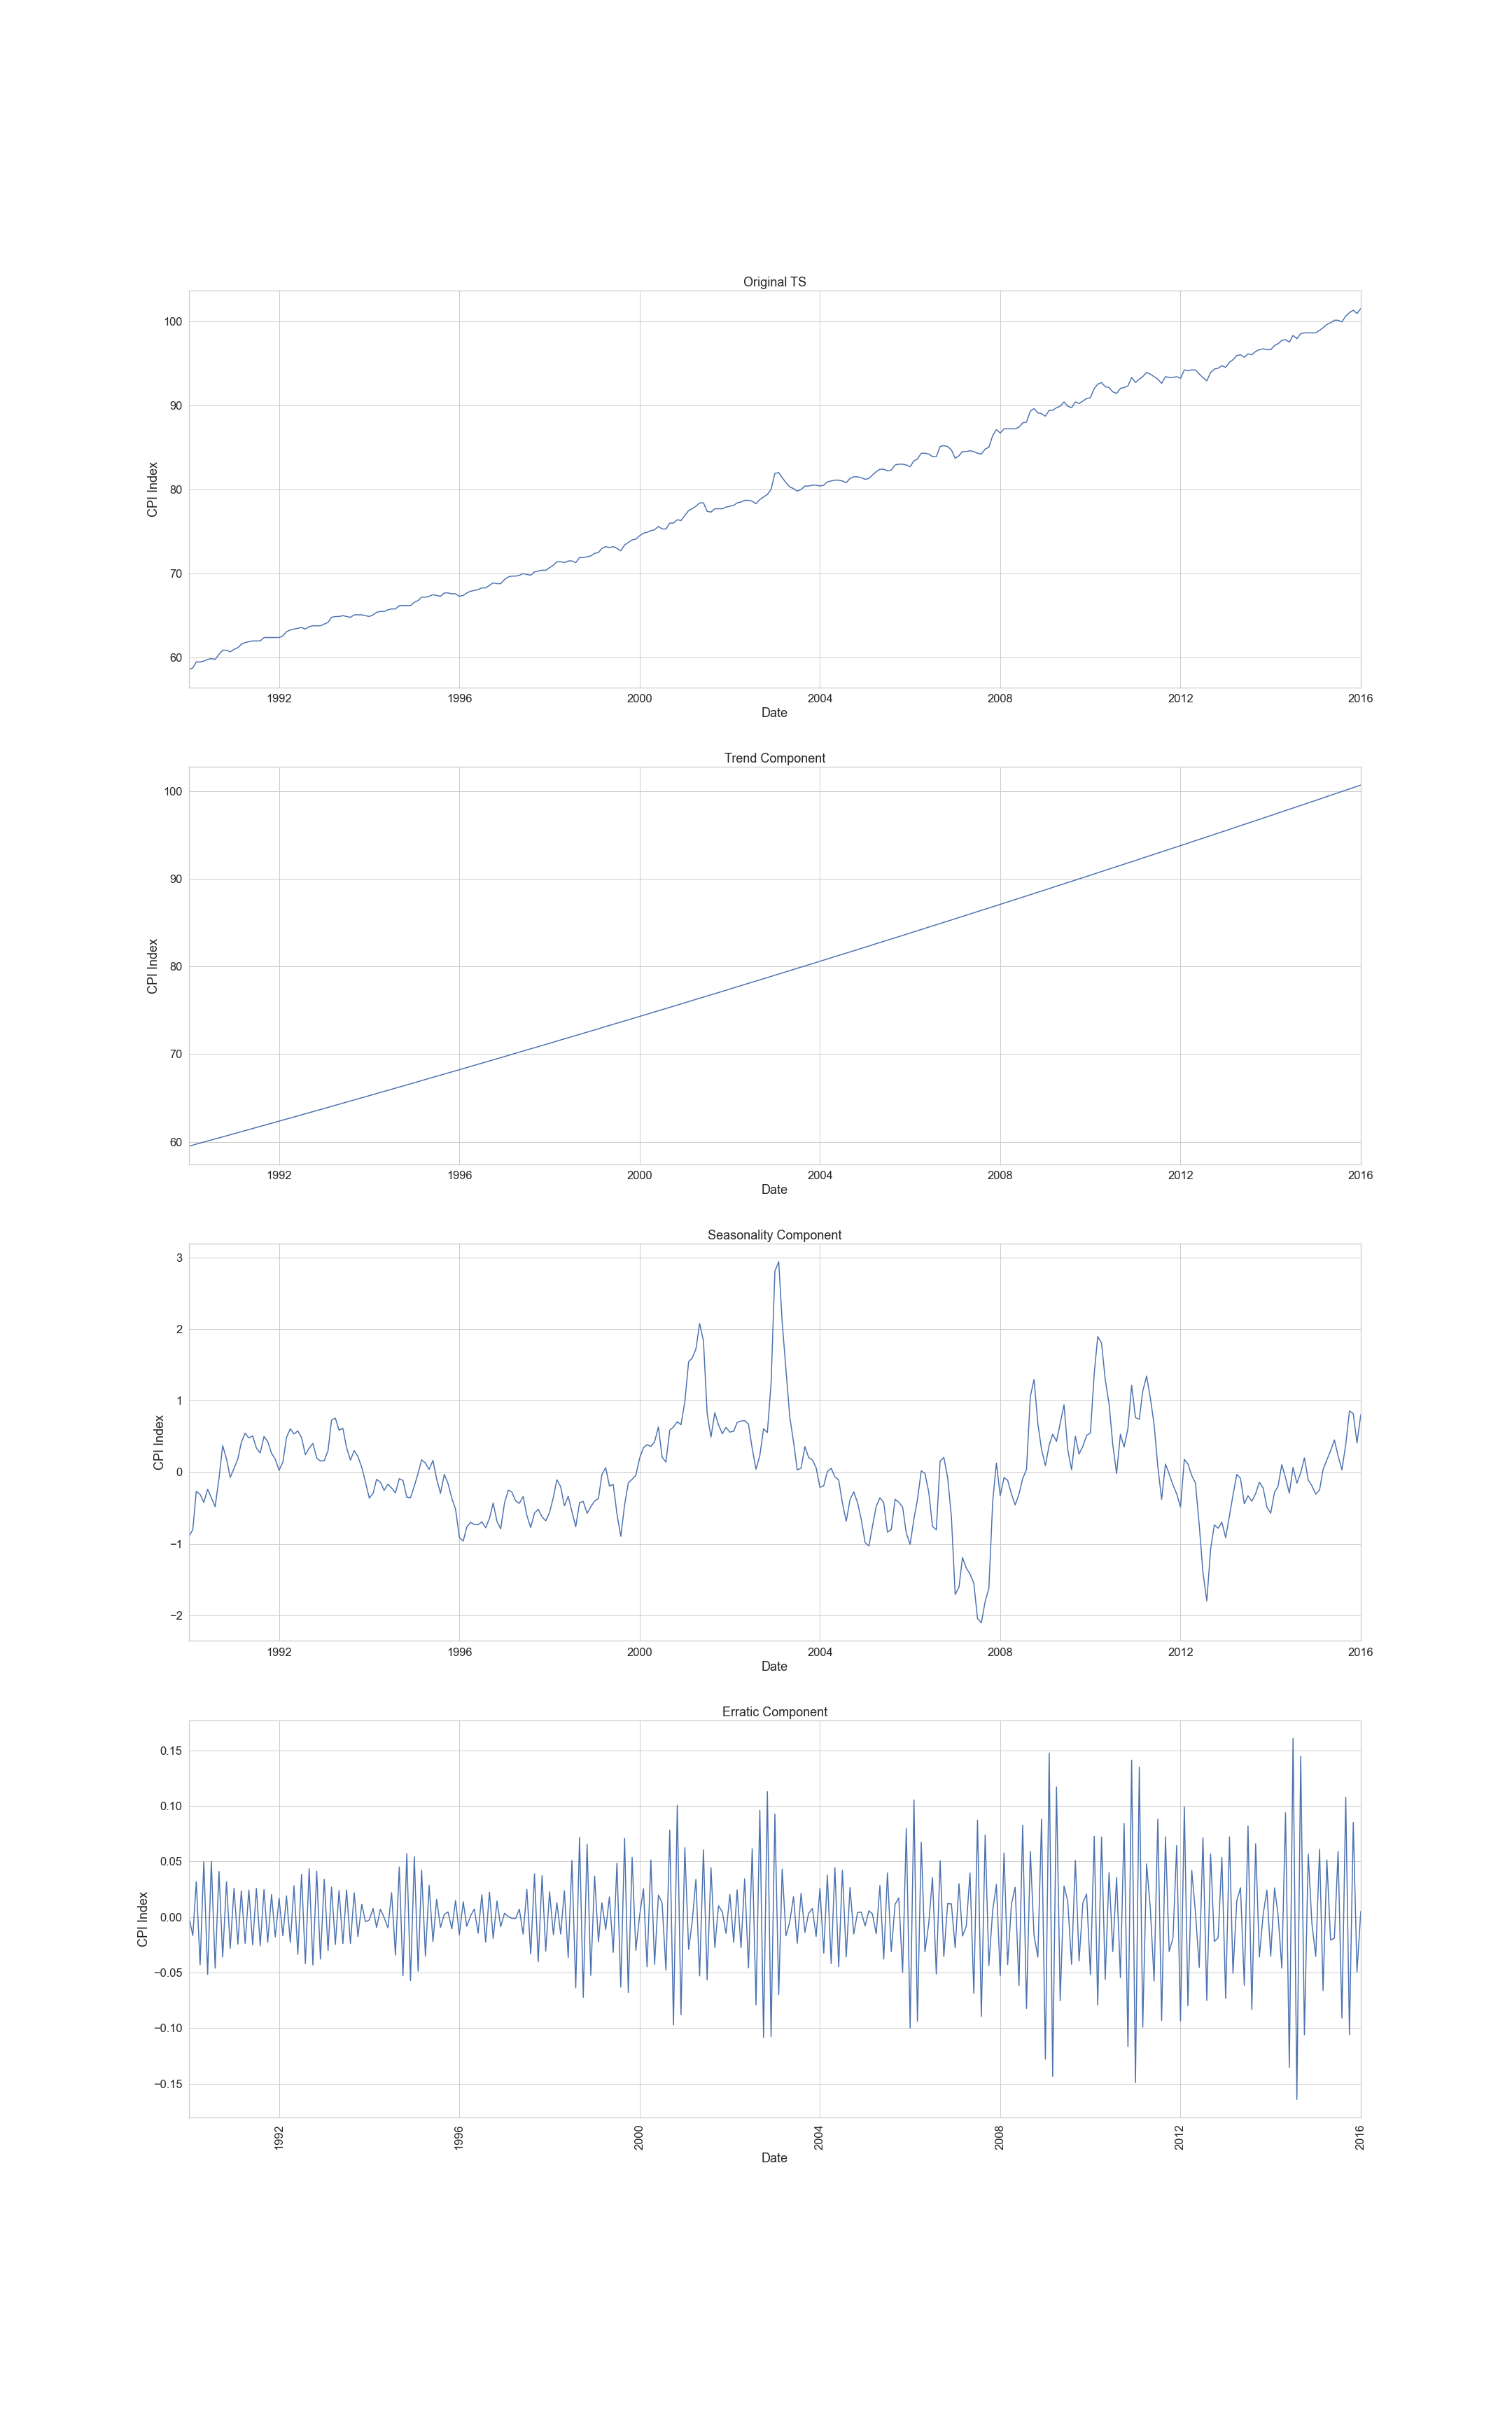 Original TS
100
90
80
70
60
CPI Index
1992 1996 2000 2004 2008 2012 2016
Date
Trend Component
100
90
80
70
60
CPI Index
1992 1996 2000 2004 2008 2012 2016
Date
Seasonality Component
3
2
1
0
−1
−2
CPI Index
1992 1996 2000 2004 2008 2012 2016
Date
Erratic Component
0.15
0.10
0.05
0.00
−0.05
−0.10
−0.15
CPI Index
1992 1996 2000 2004 2008 2012 2016
Date